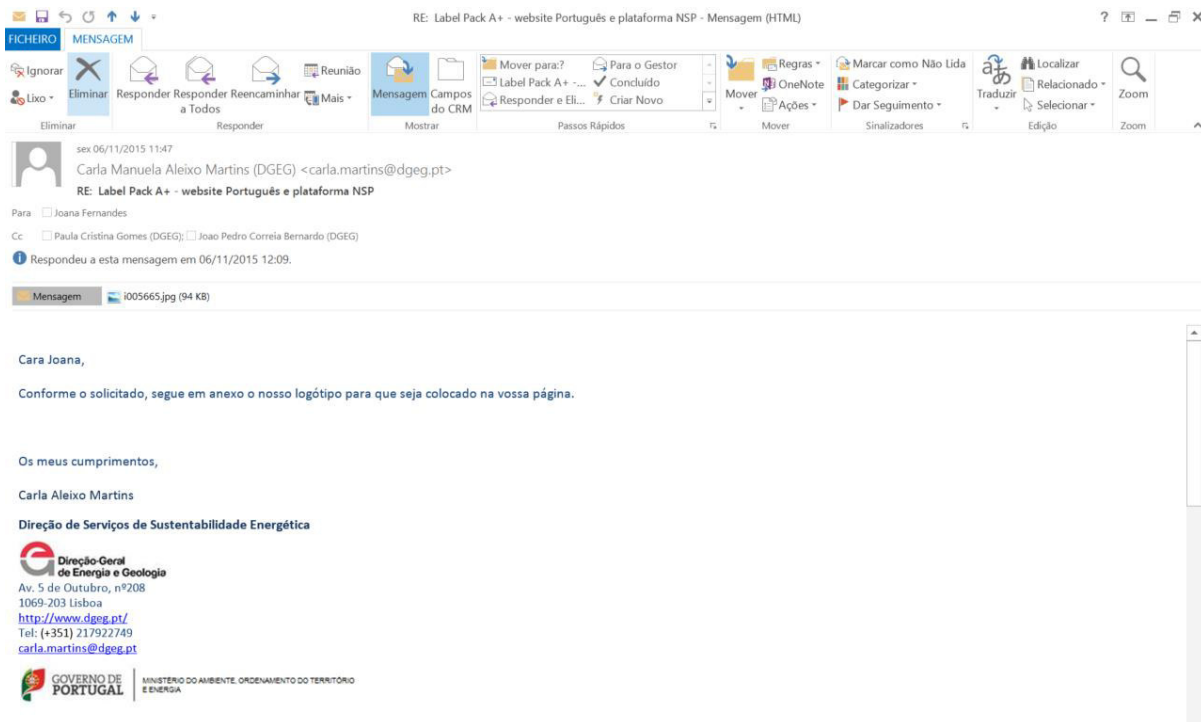 RE: Label Pack A+ - website Português e plataforma NSP - Mensagem (HTML)
FICHEIRO MENSAGEM
Ignorar
Lixo
Eliminar
Responder
Responder a Todos
Reencaminhar
Reunião
Mais
Mensagem
Campos do CRM
Mover para:?
Label Pack A+ -...
Responder e Eli...
Para o Gestor
Concluído
Criar Novo
Mover
Regras
OneNote
Ações
Marcar como Não Lida
Categorizar
Dar Seguimento
Traduzir
Localizar
Relacionado
Selecionar
Zoom
Eliminar Responder Mostrar Passos Rápidos Mover Sinalizadores Edição Zoom
sex 06/11/2015 11:47
Carla Manuela Aleixo Martins (DGEG) <carla.martins@dgeg.pt>
RE: Label Pack A+ - website Português e plataforma NSP
Para Joana Fernandes
Cc Paula Cristina Gomes (DGEG); Joao Pedro Correia Bernardo (DGEG)
Respondeu a esta mensagem em 06/11/2015 12:09.
Mensagem i005665.jpg (94 KB)
Cara Joana,
Conforme o solicitado, segue em anexo o nosso logótipo para que seja colocado na vossa página.
Os meus cumprimentos,
Carla Aleixo Martins
Direção de Serviços de Sustentabilidade Energética
Direção-Geral
de Energia e Geologia
Av. 5 de Outubro, nº208
1069-203 Lisboa
http://www.dgeg.pt/
Tel: (+351) 217922749
carla.martins@dgeg.pt
GOVERNO DE
PORTUGAL
MINISTÉRIO DO AMBIENTE, ORDENAMENTO DO TERRITÓRIO
E ENERGIA